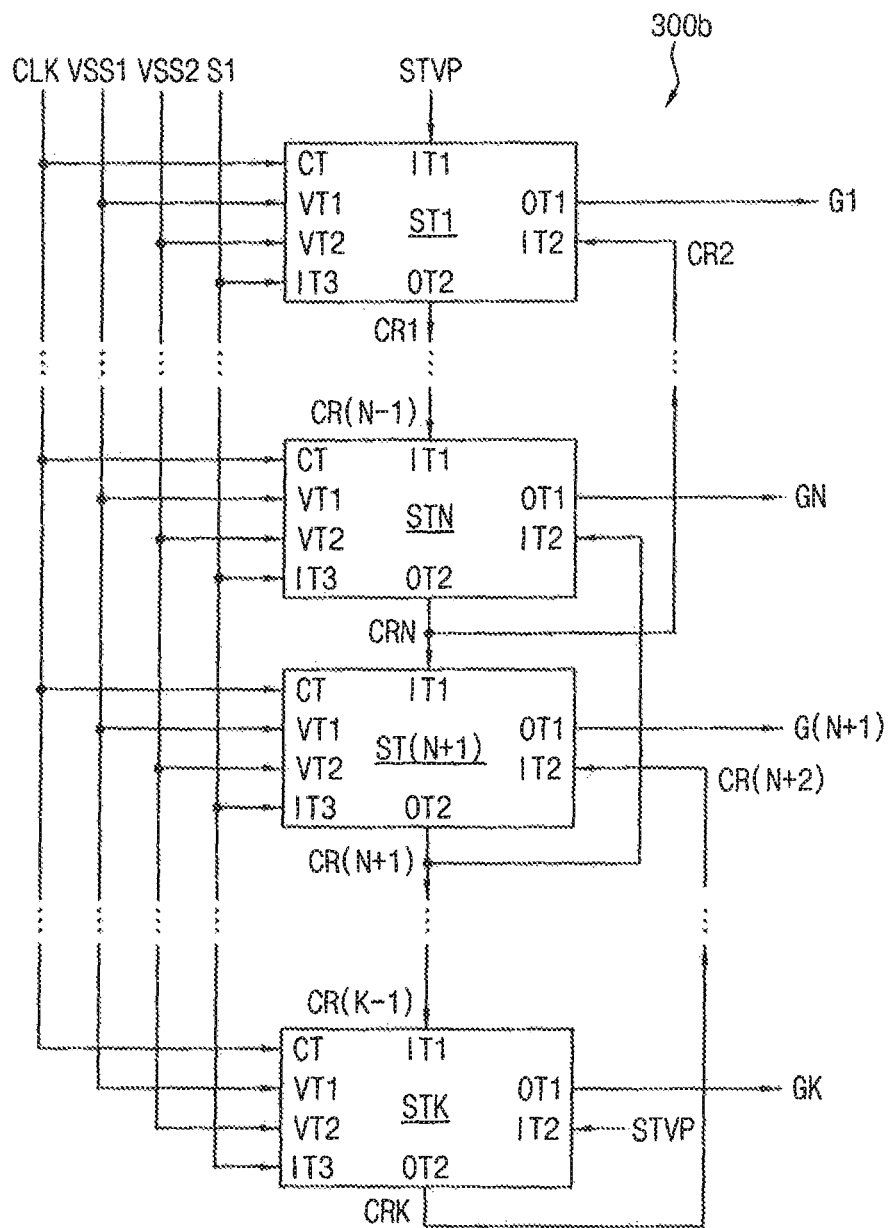 300b
CLK VSS1 VSS2 S1 STVP
CT IT1
VT1 OT1 G1
ST1
VT2 IT2 CR2
IT3 OT2
CR1
CR(N-1)
CT IT1
VT1 OT1 GN
STN
VT2 IT2
IT3 OT2
CRN
CT IT1
VT1 OT1 G(N+1)
ST(N+1)
VT2 IT2 CR(N+2)
IT3 OT2
CR(N+1)
CR(K-1)
CT IT1
VT1 OT1 GK
STK
VT2 IT2 STVP
IT3 OT2
CRK